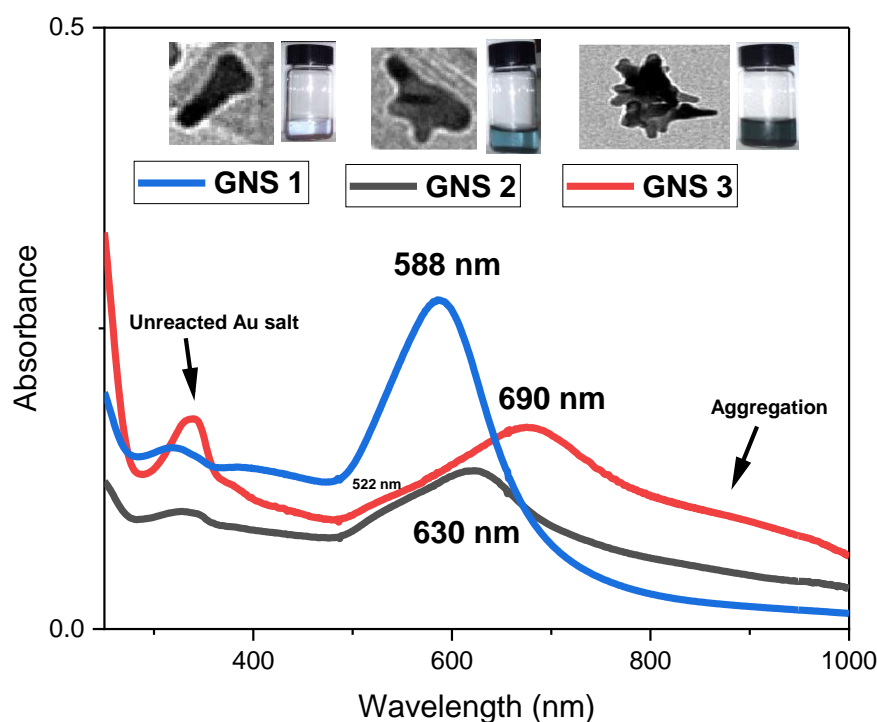 0.5
GNS 1
GNS 2
GNS 3
588 nm
Unreacted Au salt
690 nm
Aggregation
522 nm
630 nm
Absorbance
0.0
400
600
800
1000
Wavelength (nm)